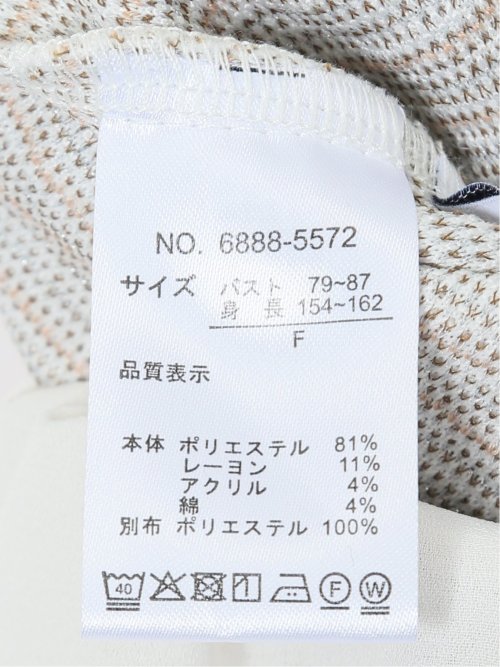 NO. 6888-5572
サイズ バスト 79~87
身長 154~162
F
品質表示
本体 ポリエステル 81%
レーヨン 11%
アクリル 4%
綿 4%
別布 ポリエステル 100%
40 F W